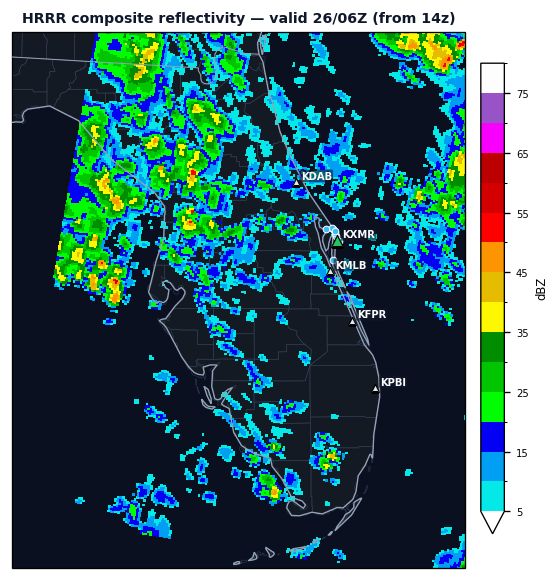 HRRR composite reflectivity — valid 26/06Z (from 14z)
KDAB
KXMR
KMLB
KFPR
KPBI
75
65
55
45
35
25
15
5
dBZ